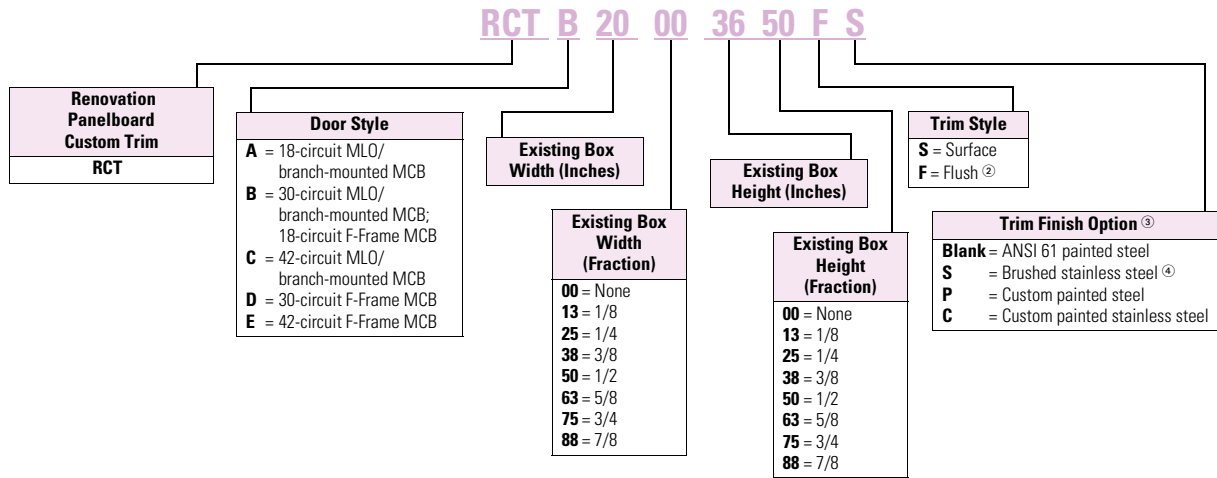 RCT B 20 00 36 50 F S
Renovation
Panelboard
Custom Trim
RCT
Door Style
A = 18-circuit MLO/
branch-mounted MCB
B = 30-circuit MLO/
branch-mounted MCB;
18-circuit F-Frame MCB
C = 42-circuit MLO/
branch-mounted MCB
D = 30-circuit F-Frame MCB
E = 42-circuit F-Frame MCB
Existing Box
Width (Inches)
Existing Box
Width
(Fraction)
00 = None
13 = 1/8
25 = 1/4
38 = 3/8
50 = 1/2
63 = 5/8
75 = 3/4
88 = 7/8
Existing Box
Height (Inches)
Existing Box
Height
(Fraction)
00 = None
13 = 1/8
25 = 1/4
38 = 3/8
50 = 1/2
63 = 5/8
75 = 3/4
88 = 7/8
Trim Style
S = Surface
F = Flush ②
Trim Finish Option ③
Blank = ANSI 61 painted steel
S = Brushed stainless steel ④
P = Custom painted steel
C = Custom painted stainless steel